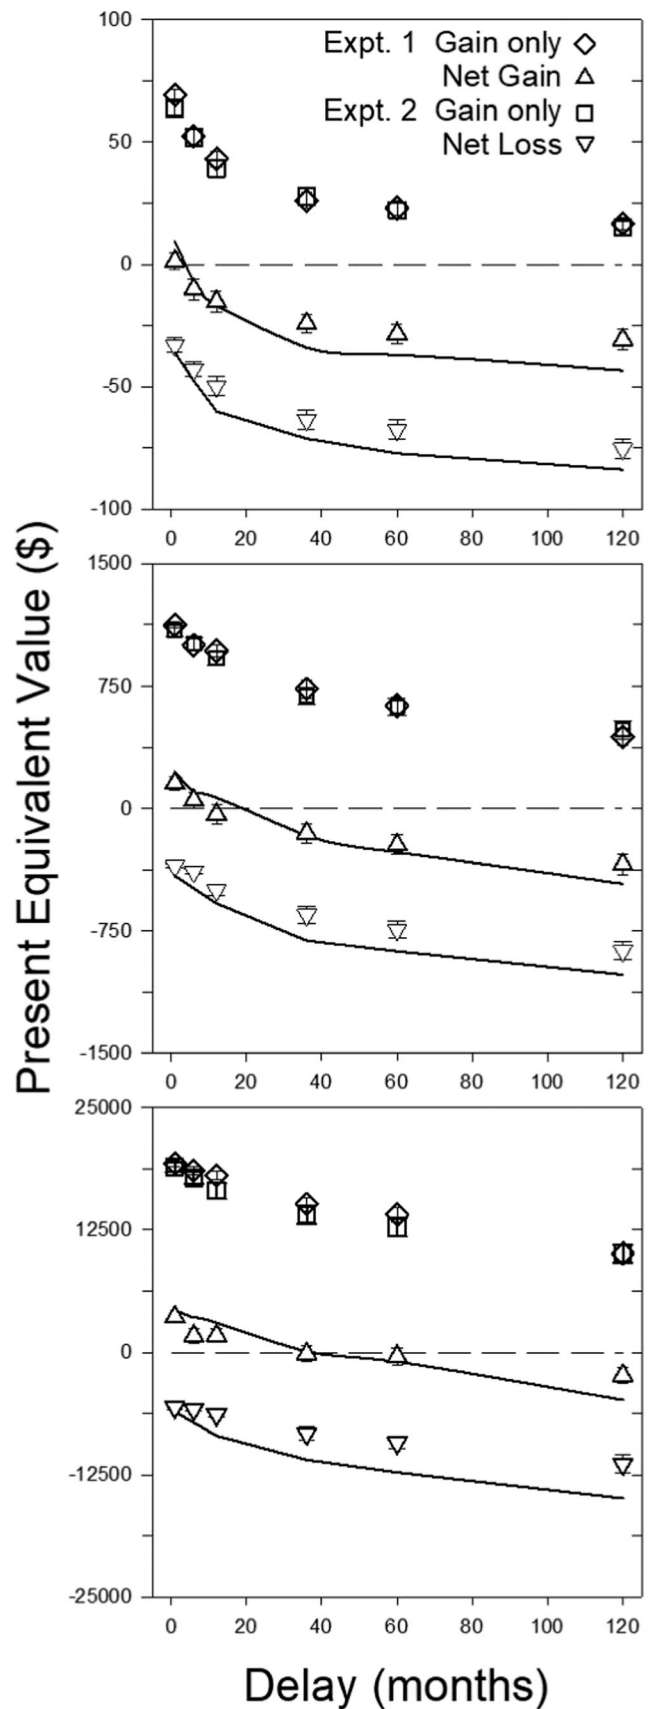 100
Expt. 1 Gain only
Net Gain
Expt. 2 Gain only
Net Loss
50
0
-50
-100
0 20 40 60 80 100 120
1500
750
0
-750
-1500
0 20 40 60 80 100 120
25000
12500
0
-12500
-25000
0 20 40 60 80 100 120
Present Equivalent Value ($)
Delay (months)